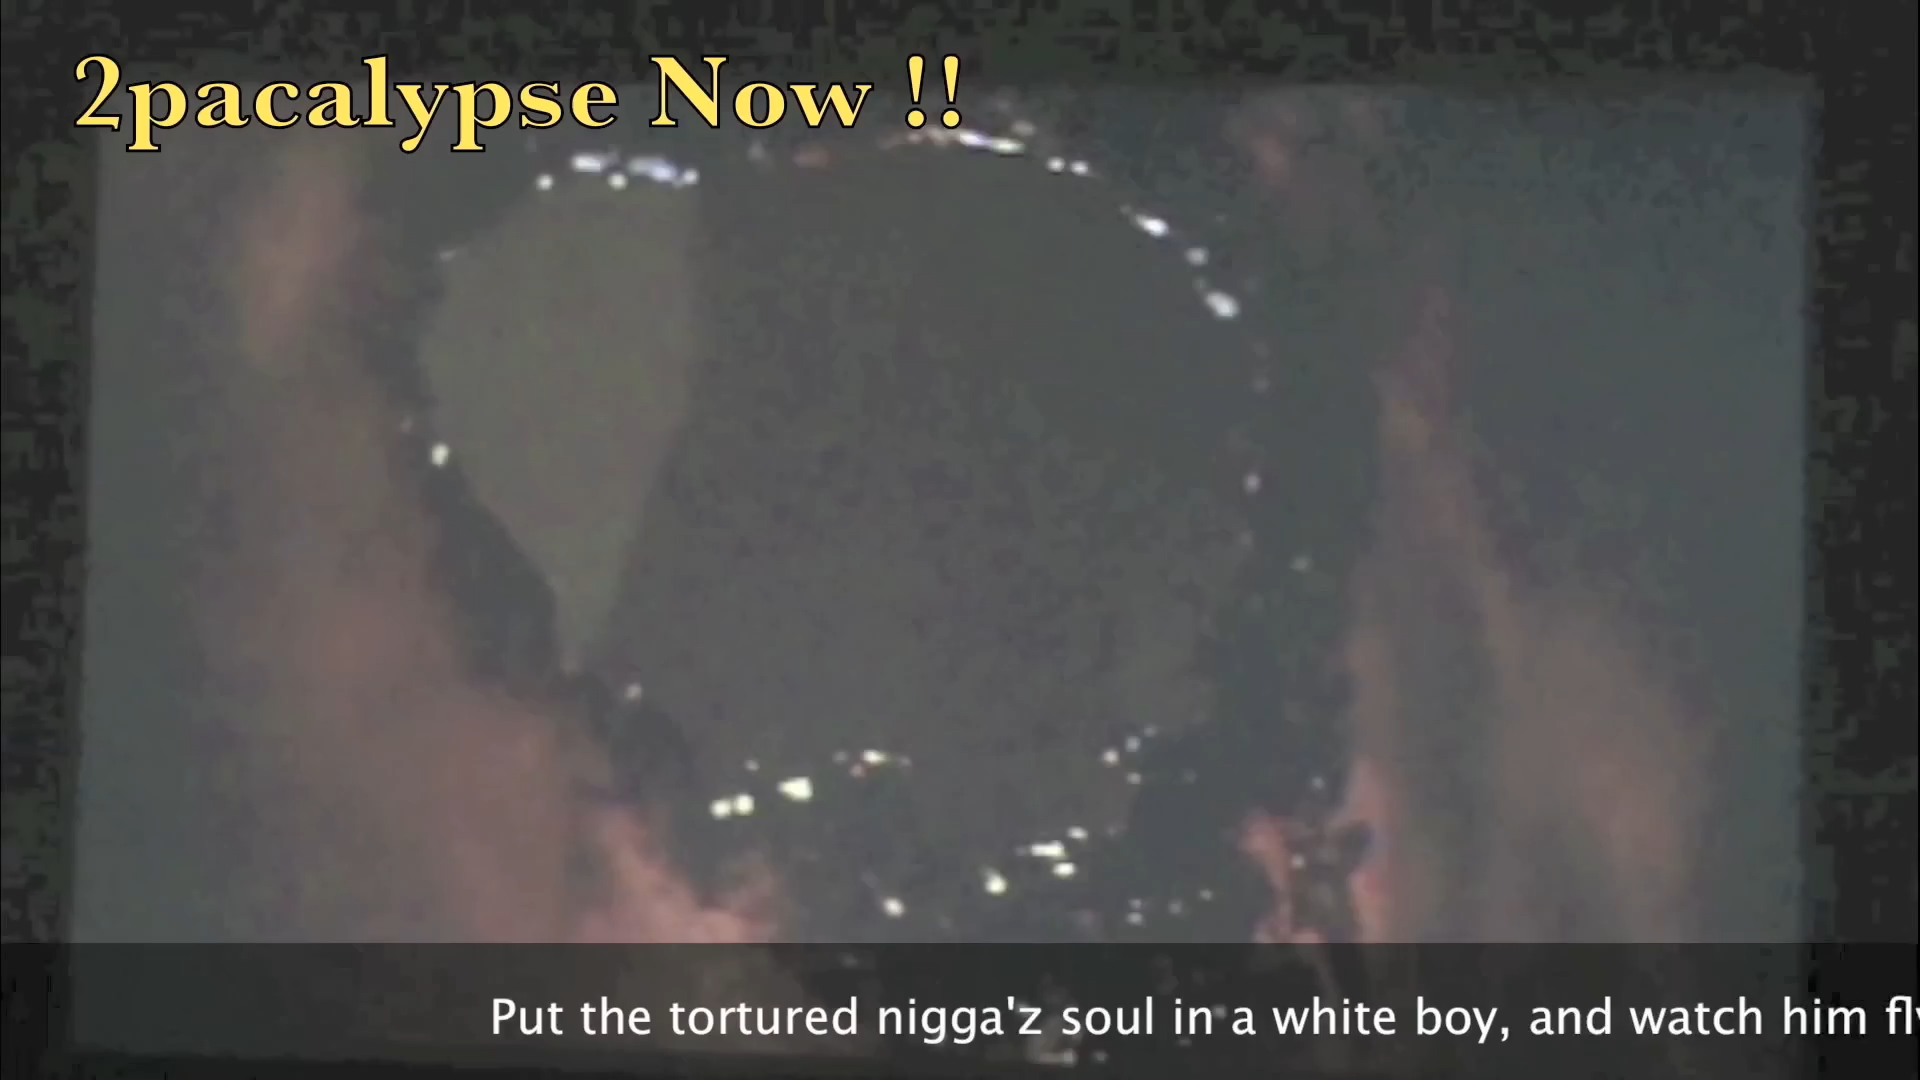 2pacalypse Now !!
Put the tortured nigga'z soul in a white boy, and watch him